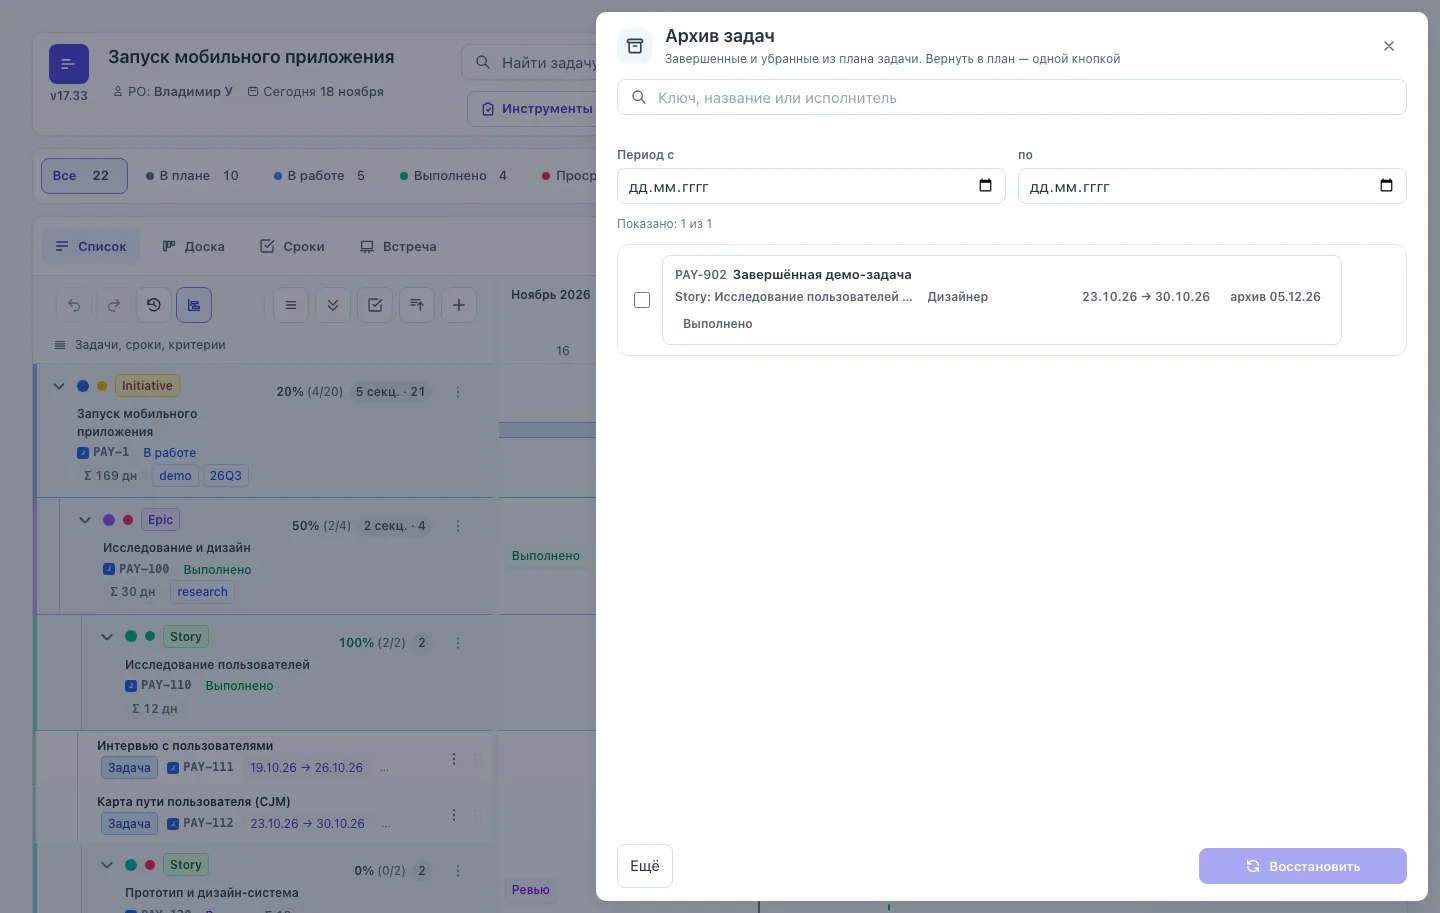 Запуск мобильного приложения
v17.33
PO: Владимир У
Сегодня 18 ноября
Найти задачу
Инструменты
Все 22
В плане 10
В работе 5
Выполнено 4
Проср
Список
Доска
Сроки
Встреча
Ноябрь 2026
Задачи, сроки, критерии
16
Initiative
20% (4/20)
5 секц. · 21
Запуск мобильного
приложения
PAY-1 В работе
Σ 169 дн demo 26Q3
Epic
50% (2/4)
2 секц. · 4
Исследование и дизайн
PAY-100 Выполнено
Σ 30 дн research
Выполнено
Story
100% (2/2) 2
Исследование пользователей
PAY-110 Выполнено
Σ 12 дн
Интервью с пользователями
Задача PAY-111 19.10.26 → 26.10.26 ...
Карта пути пользователя (CJM)
Задача PAY-112 23.10.26 → 30.10.26 ...
Story
0% (0/2) 2
Прототип и дизайн-система
Ревью
Архив задач
Завершенные и убранные из плана задачи. Вернуть в план — одной кнопкой
Ключ, название или исполнитель
Период с
по
дд.мм.гггг
дд.мм.гггг
Показано: 1 из 1
PAY-902 Завершённая демо-задача
Story: Исследование пользователей ... Дизайнер 23.10.26 → 30.10.26 архив 05.12.26
Выполнено
Ещё
Восстановить